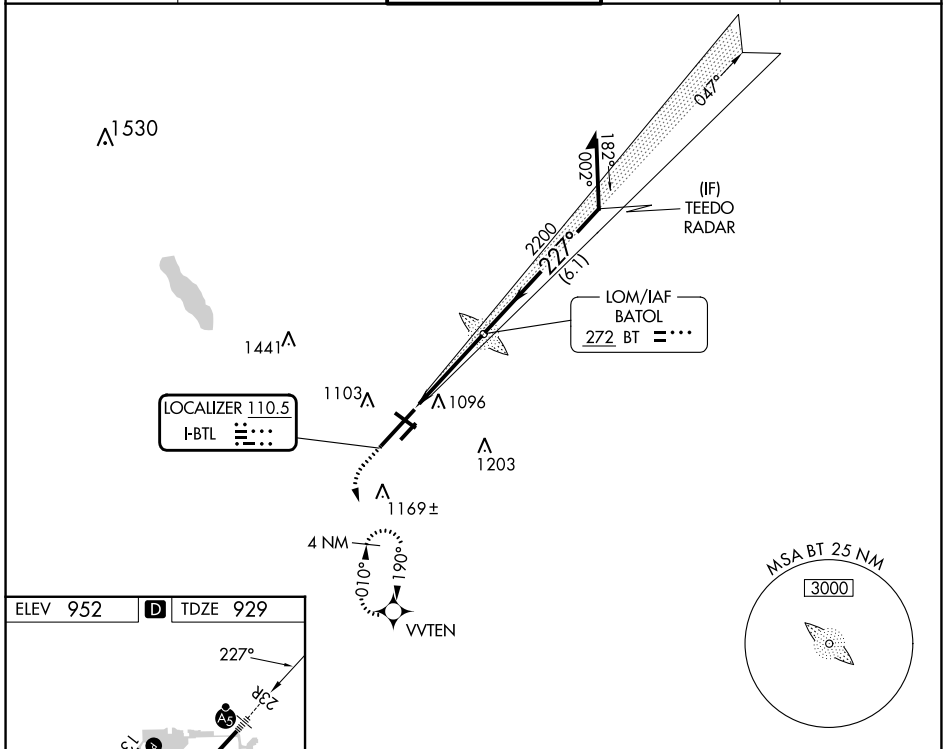 1530
047°
182°
002°
(IF)
TEEDO
RADAR
2200
227°
(6.1)
LOM/IAF
BATOL
272 BT
1441
1103
1096
LOCALIZER 110.5
I-BTL
1203
1169±
4 NM
010°
190°
VVTEN
MSA BT 25 NM
3000
ELEV 952 D TDZE 929
227°
23R
A5
13
A